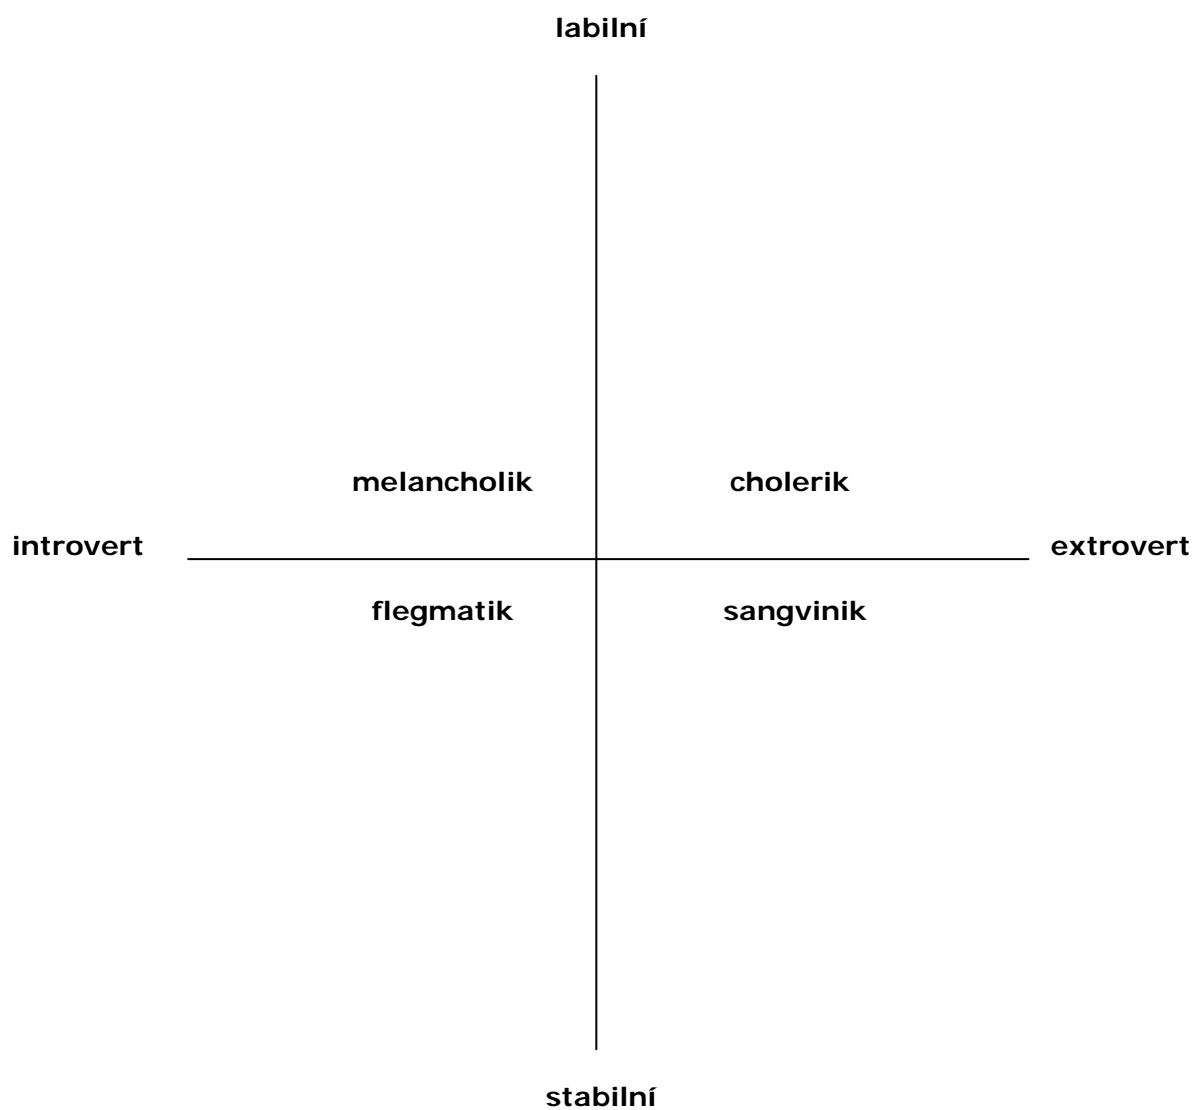 labilní
melancholik cholerik
introvert extrovert
flegmatik sangvinik
stabilní